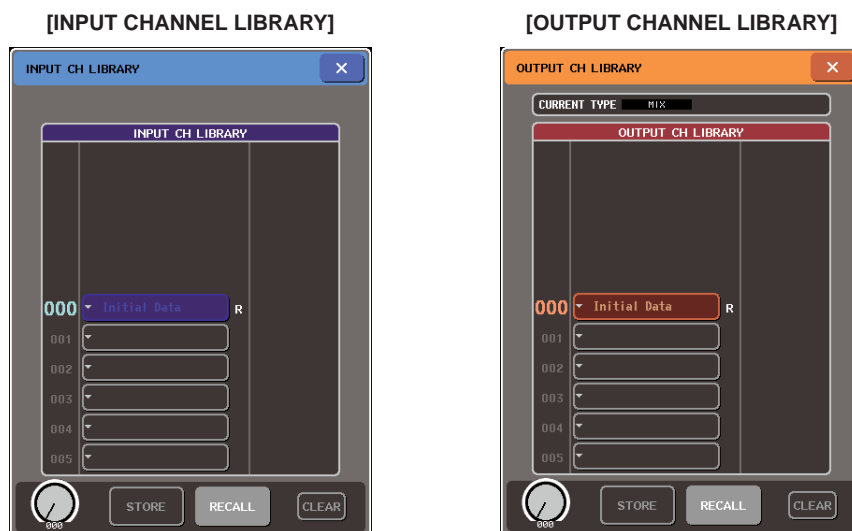 [INPUT CHANNEL LIBRARY]
INPUT CH LIBRARY
×
INPUT CH LIBRARY
000 Initial Data R
001
002
003
004
005
000
STORE
RECALL
CLEAR
[OUTPUT CHANNEL LIBRARY]
OUTPUT CH LIBRARY
×
CURRENT TYPE MIX
OUTPUT CH LIBRARY
000 Initial Data R
001
002
003
004
005
000
STORE
RECALL
CLEAR